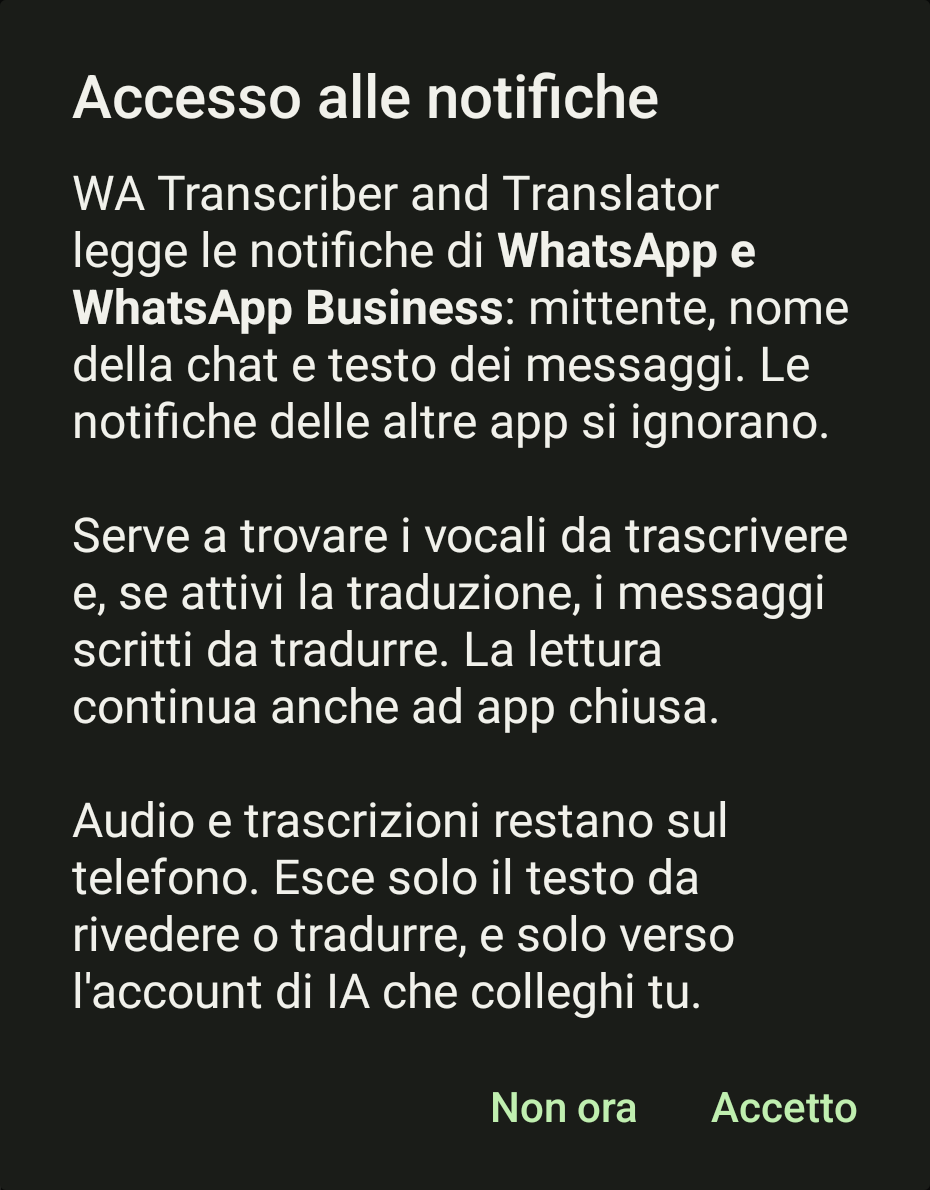 Accesso alle notifiche
WA Transcriber and Translator
legge le notifiche di WhatsApp e
WhatsApp Business: mittente, nome
della chat e testo dei messaggi. Le
notifiche delle altre app si ignorano.
Serve a trovare i vocali da trascrivere
e, se attivi la traduzione, i messaggi
scritti da tradurre. La lettura
continua anche ad app chiusa.
Audio e trascrizioni restano sul
telefono. Esce solo il testo da
rivedere o tradurre, e solo verso
l'account di IA che colleghi tu.
Non ora Accetto